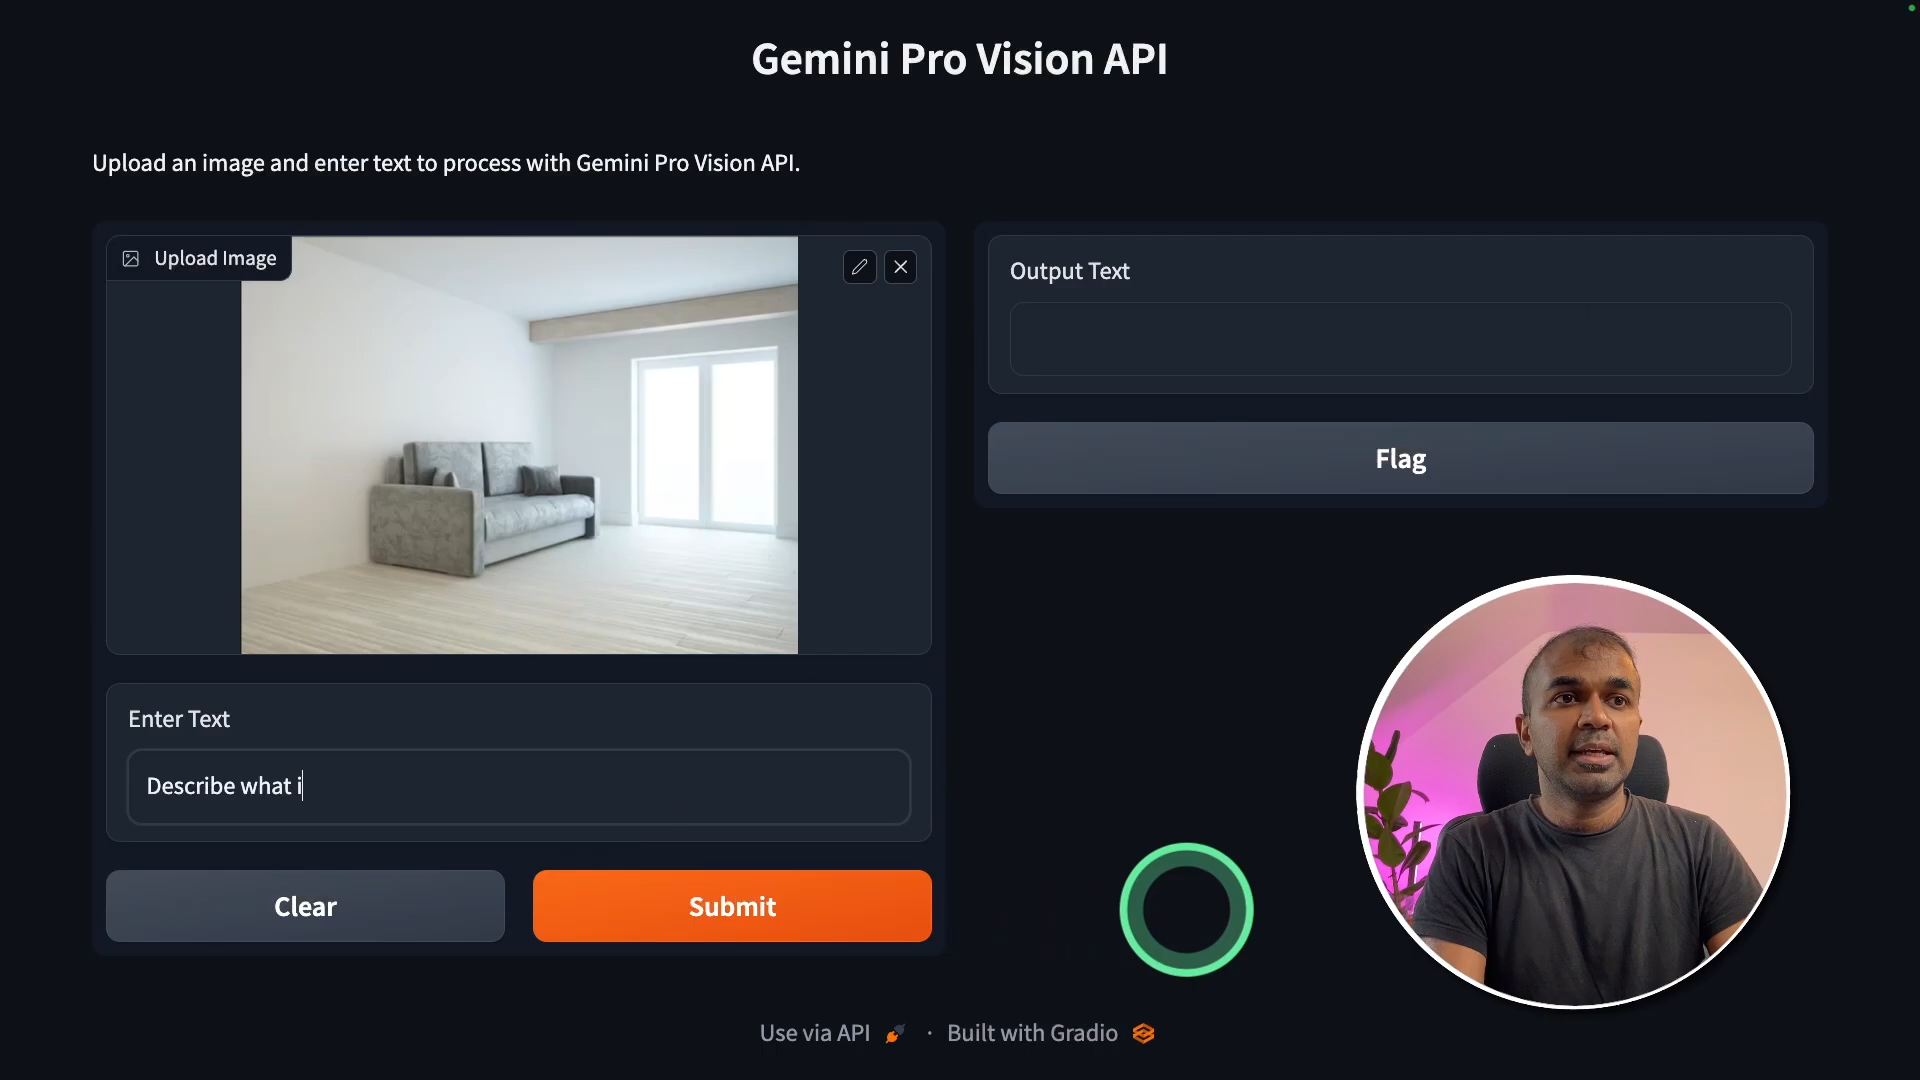 Gemini Pro Vision API
Upload an image and enter text to process with Gemini Pro Vision API.
Upload Image
Enter Text
Describe what i
Clear
Submit
Output Text
Flag
Use via API · Built with Gradio